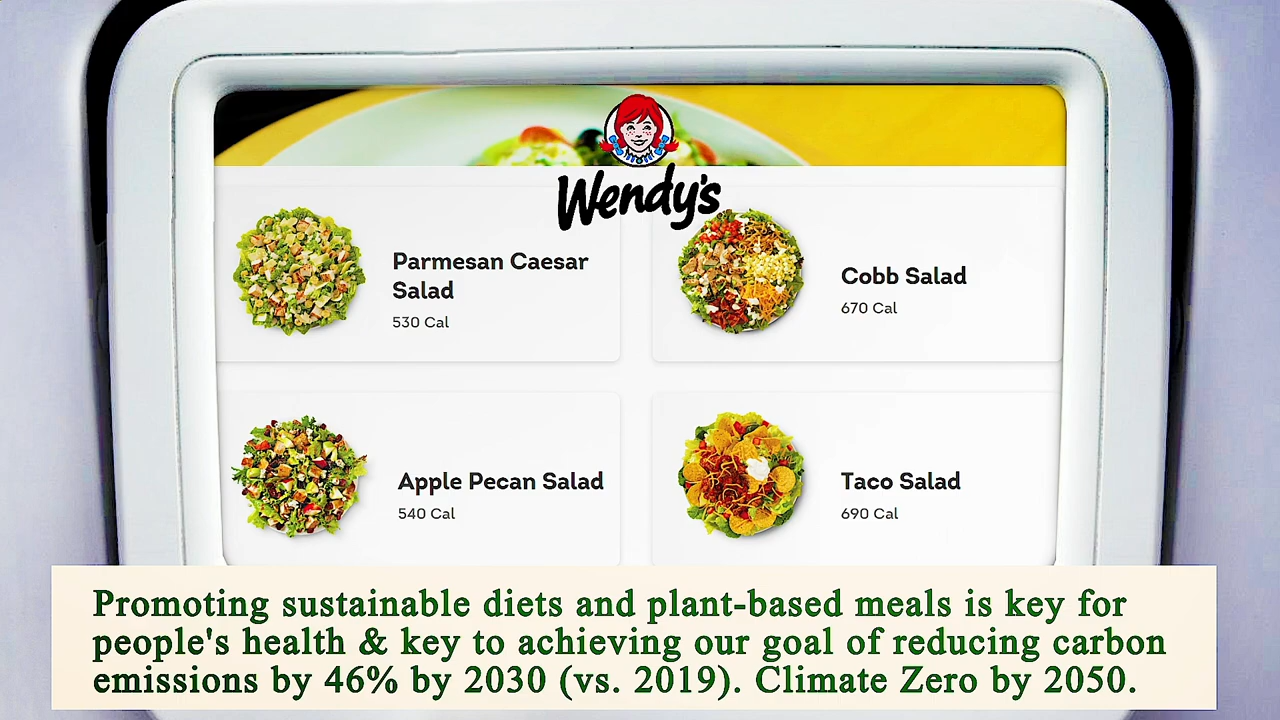 Wendy's
Parmesan Caesar
Salad
530 Cal
Cobb Salad
670 Cal
Apple Pecan Salad
540 Cal
Taco Salad
690 Cal
Promoting sustainable diets and plant-based meals is key for
people's health & key to achieving our goal of reducing carbon
emissions by 46% by 2030 (vs. 2019). Climate Zero by 2050.